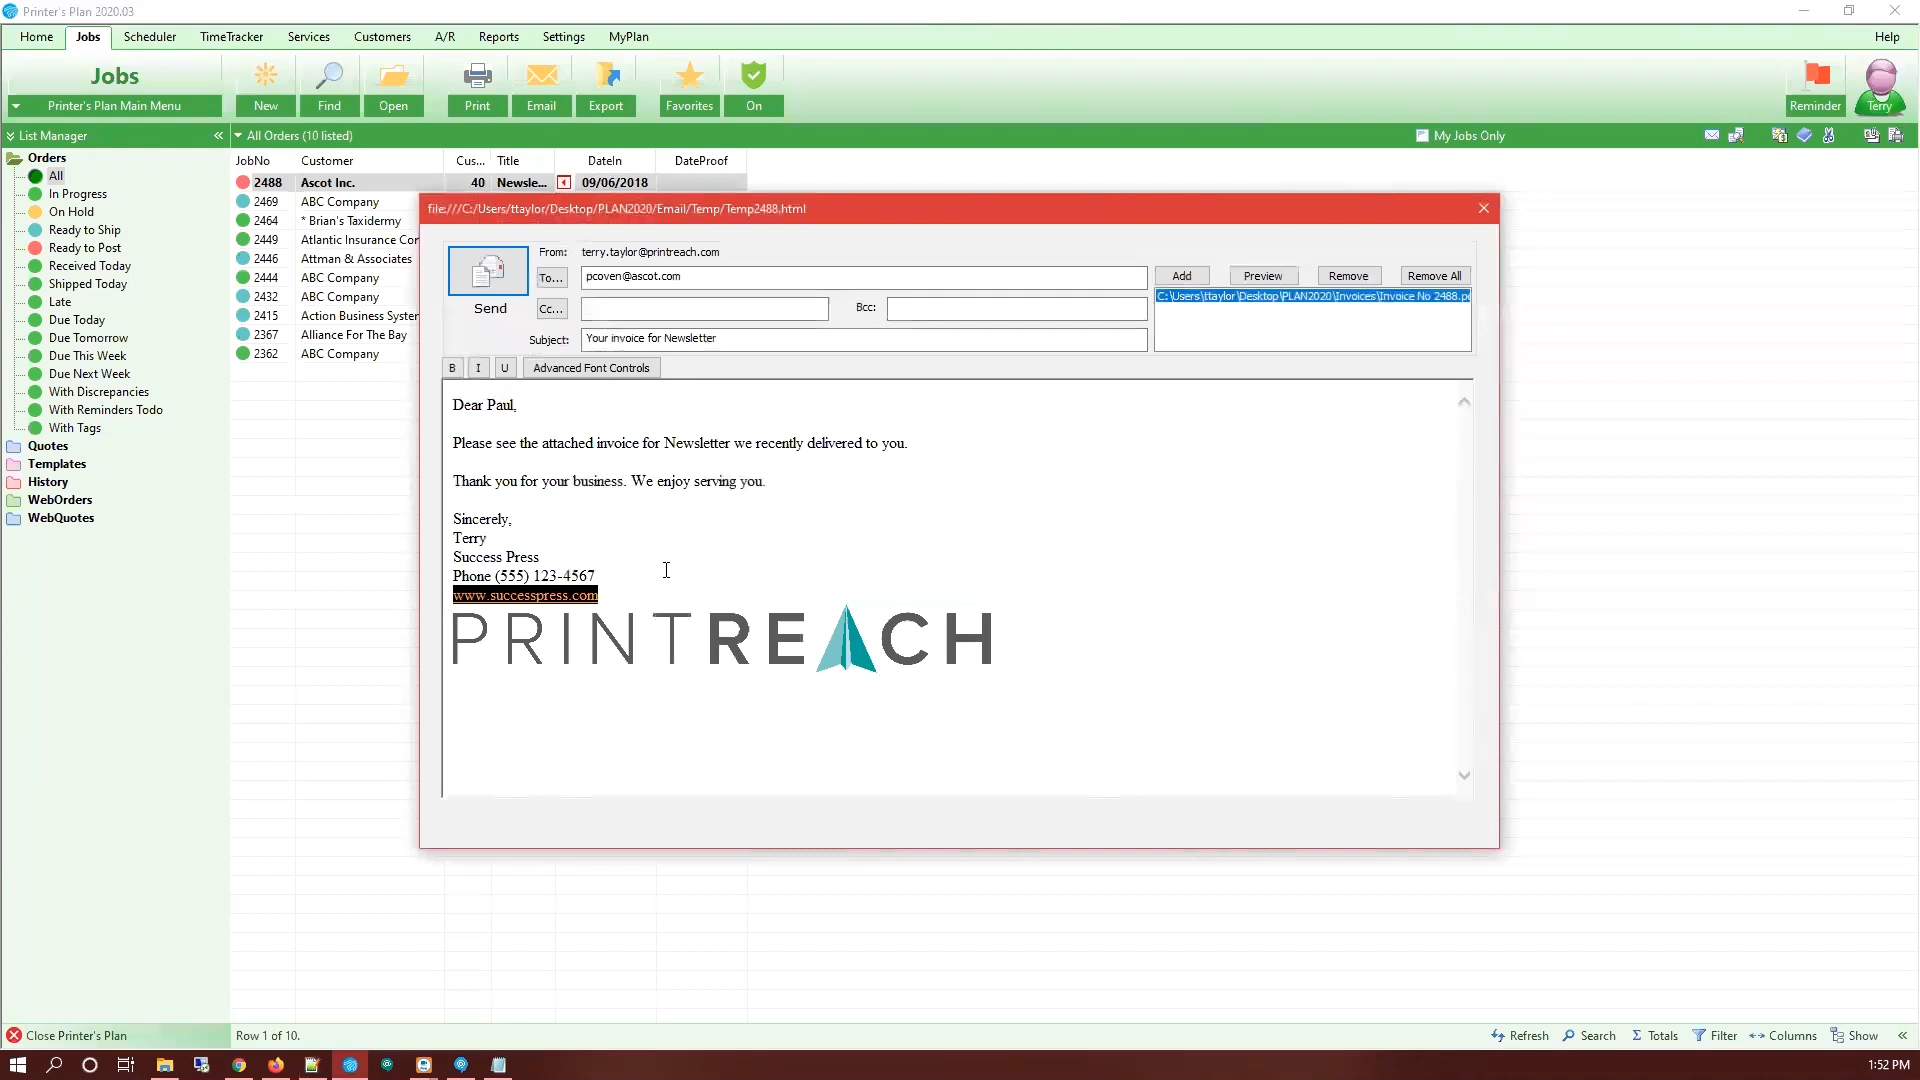 Printer's Plan 2020.03
Home Jobs Scheduler TimeTracker Services Customers A/R Reports Settings MyPlan Help
Jobs
Printer's Plan Main Menu New Find Open Print Email Export Favorites On Reminder Terry
List Manager « All Orders (10 listed) My Jobs Only
Orders
All
In Progress
On Hold
Ready to Ship
Ready to Post
Received Today
Shipped Today
Late
Due Today
Due Tomorrow
Due This Week
Due Next Week
With Discrepancies
With Reminders Todo
With Tags
Quotes
Templates
History
WebOrders
WebQuotes
JobNo Customer Cus... Title DateIn DateProof
2488 Ascot Inc. 40 Newsle... 09/06/2018
2469 ABC Company
2464 * Brian's Taxidermy
2449 Atlantic Insurance Cor
2446 Attman & Associates
2444 ABC Company
2432 ABC Company
2415 Action Business System
2367 Alliance For The Bay
2362 ABC Company
file:///C:/Users/ttaylor/Desktop/PLAN2020/Email/Temp/Temp2488.html
Send
From: terry.taylor@printreach.com
To... pcoven@ascot.com
Cc... Bcc:
Subject: Your invoice for Newsletter
Add Preview Remove Remove All
C:\Users\ttaylor\Desktop\PLAN2020\Invoices\Invoice No 2488.p
B I U Advanced Font Controls
Dear Paul,
Please see the attached invoice for Newsletter we recently delivered to you.
Thank you for your business. We enjoy serving you.
Sincerely,
Terry
Success Press
Phone (555) 123-4567
www.successpress.com
PRINTREACH
Close Printer's Plan Row 1 of 10. Refresh Search Σ Totals Filter Columns Show «
1:52 PM